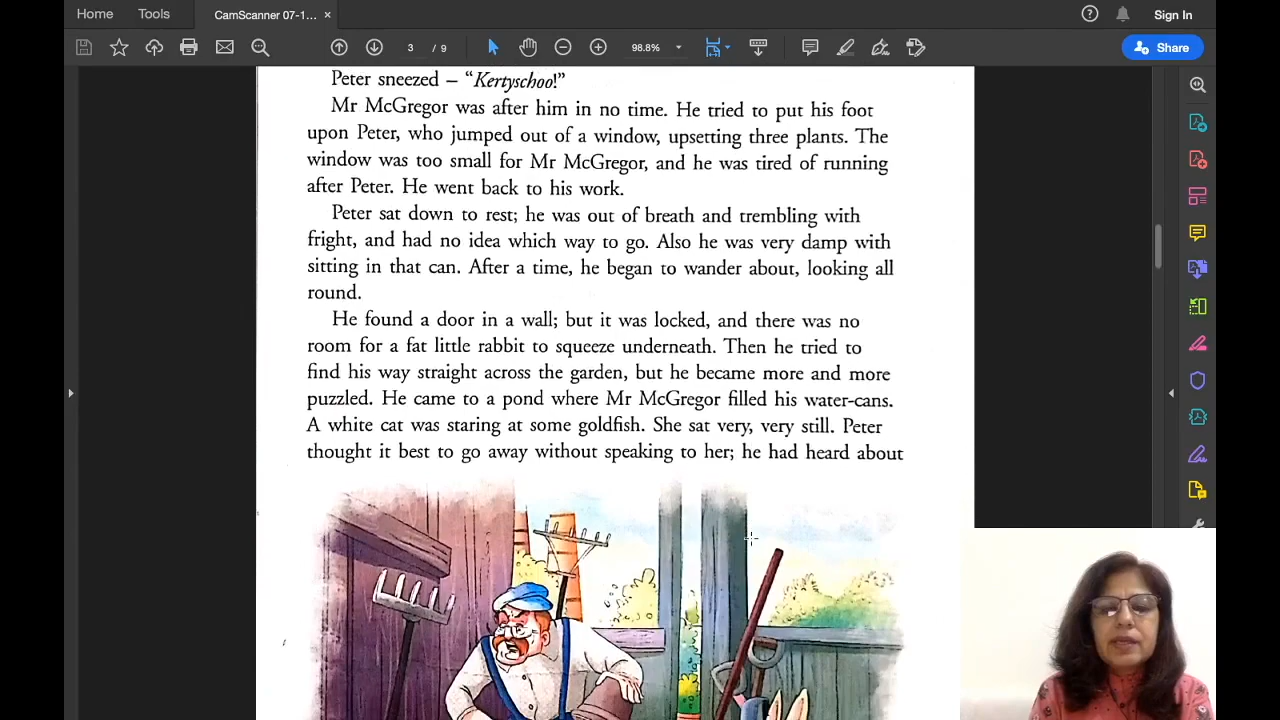 Home
Tools
CamScanner 07-1...
×
Sign In
3 / 9
98.8%
Share
Peter sneezed – “Kertyschoo!”
Mr McGregor was after him in no time. He tried to put his foot
upon Peter, who jumped out of a window, upsetting three plants. The
window was too small for Mr McGregor, and he was tired of running
after Peter. He went back to his work.
Peter sat down to rest; he was out of breath and trembling with
fright, and had no idea which way to go. Also he was very damp with
sitting in that can. After a time, he began to wander about, looking all
round.
He found a door in a wall; but it was locked, and there was no
room for a fat little rabbit to squeeze underneath. Then he tried to
find his way straight across the garden, but he became more and more
puzzled. He came to a pond where Mr McGregor filled his water-cans.
A white cat was staring at some goldfish. She sat very, very still. Peter
thought it best to go away without speaking to her; he had heard about